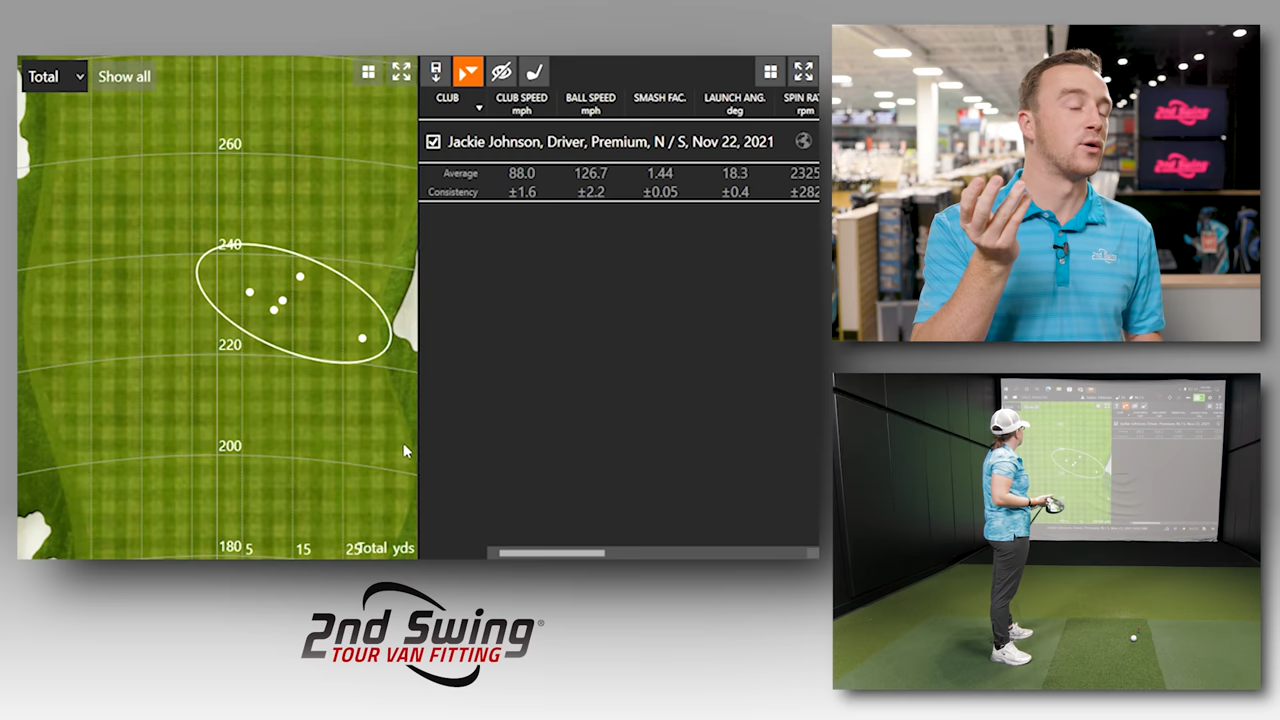 Total
Show all
260
240
220
200
180
5
15
25
Total yds
CLUB
CLUB SPEED
mph
BALL SPEED
mph
SMASH FAC.
LAUNCH ANG.
deg
SPIN RAT
rpm
Jackie Johnson, Driver, Premium, N / S, Nov 22, 2021
Average 88.0 126.7 1.44 18.3 2325
Consistency ±1.6 ±2.2 ±0.05 ±0.4 ±282
2nd Swing
2nd Swing
2nd Swing
2nd Swing®
TOUR VAN FITTING